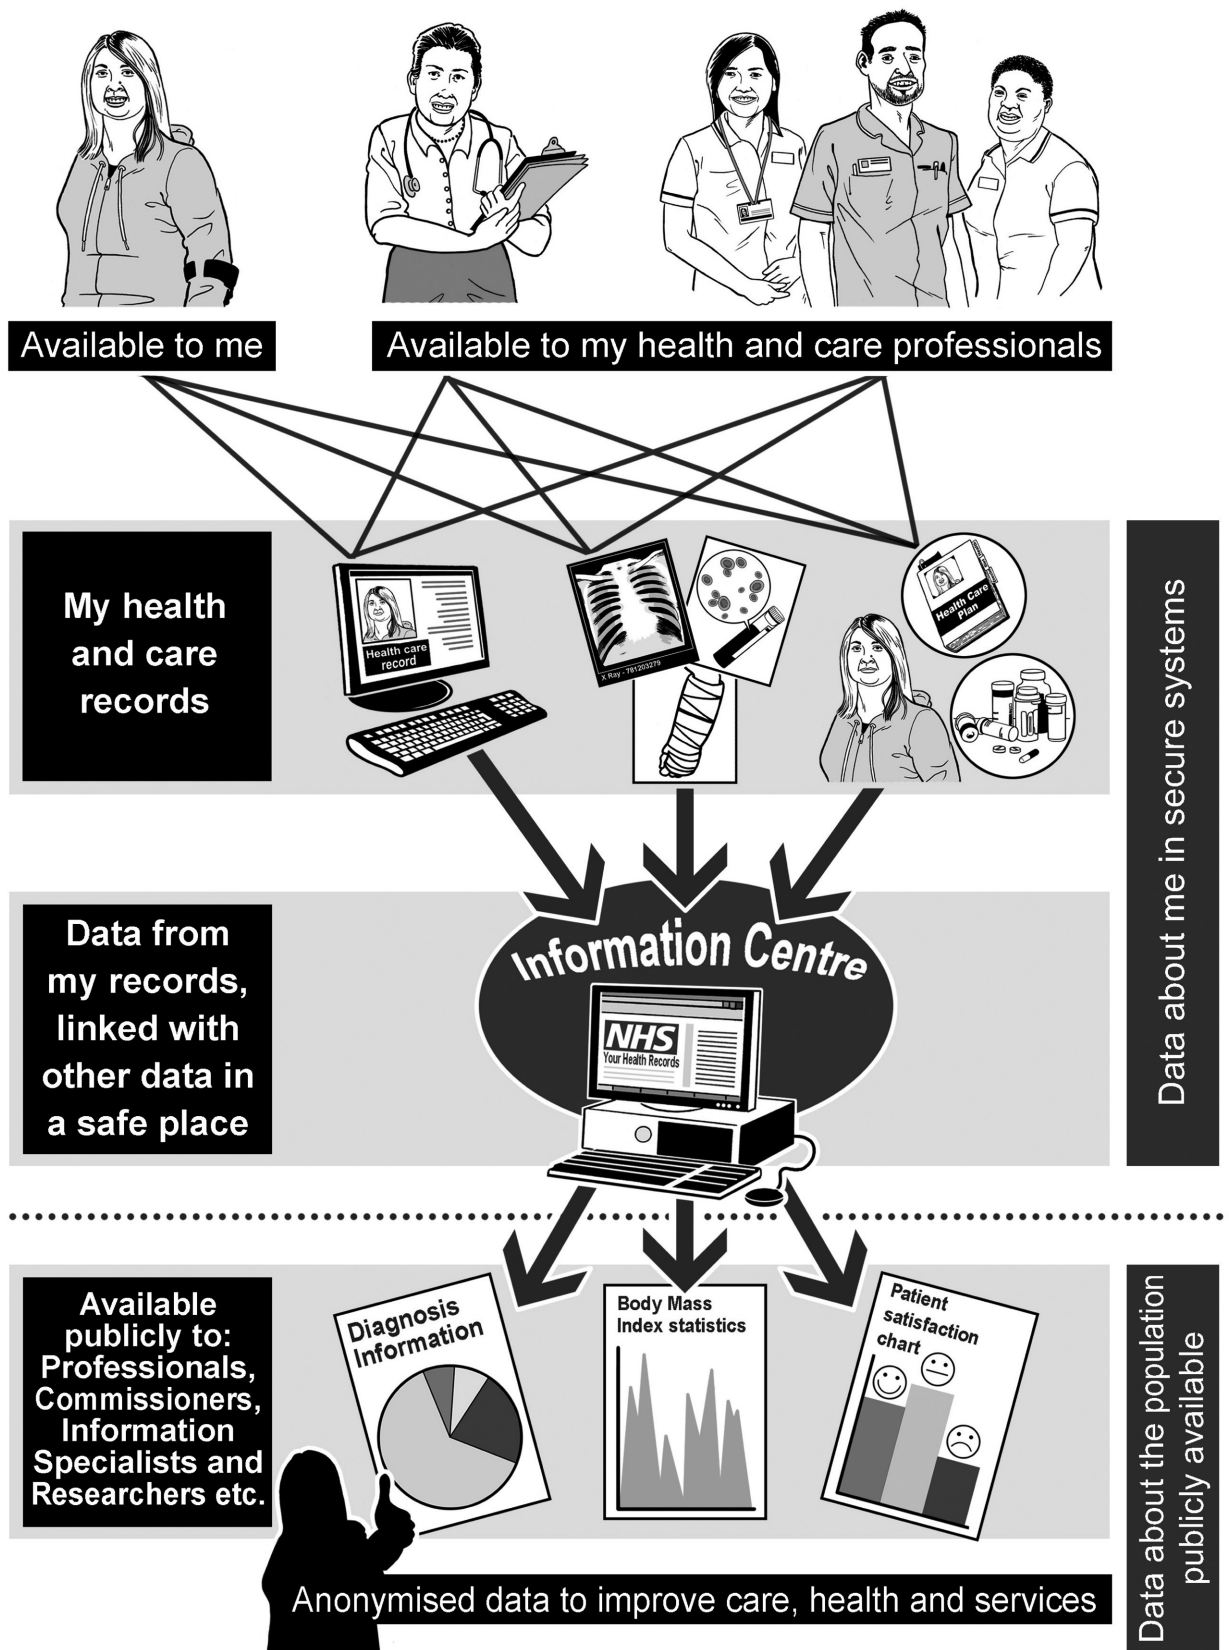 Available to me
Available to my health and care professionals
My health
and care
records
Health care
record
X Ray - 781203279
Health Care
Plan
Data about me in secure systems
Data from
my records,
linked with
other data in
a safe place
Information Centre
NHS
Your Health Records
Available
publicly to:
Professionals,
Commissioners,
Information
Specialists and
Researchers etc.
Diagnosis
Information
Body Mass
Index statistics
Patient
satisfaction
chart
Data about the population
publicly available
Anonymised data to improve care, health and services